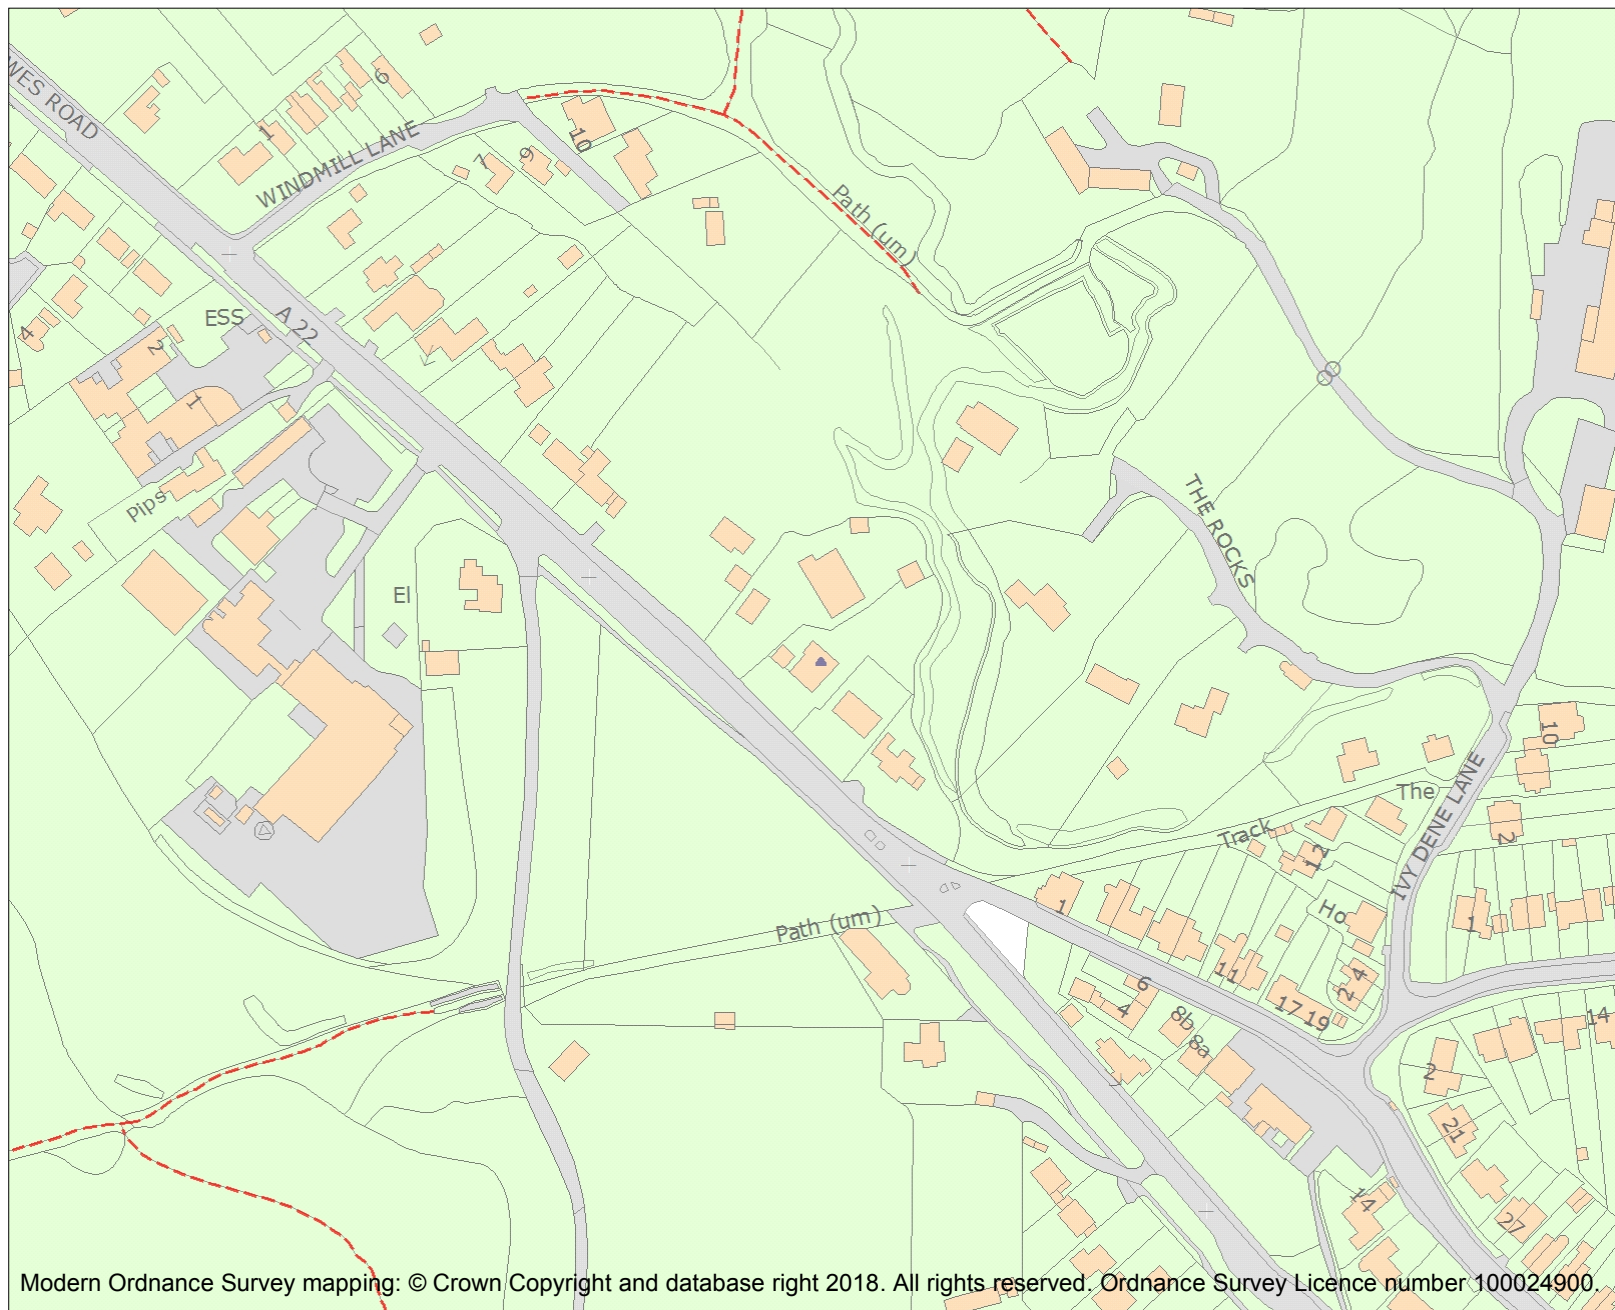 WES ROAD
1
6
WINDMILL LANE
7
9
10
Path (um)
4
ESS
A 22
2
1
Pips
El
THE ROCKS
10
The
IVY DENE LANE
2
Track
12
Ho
1
1
Path (um)
11
4
2
6
4
8b
8a
17
19
14
2
21
14
27
Modern Ordnance Survey mapping: © Crown Copyright and database right 2018. All rights reserved. Ordnance Survey Licence number 100024900.